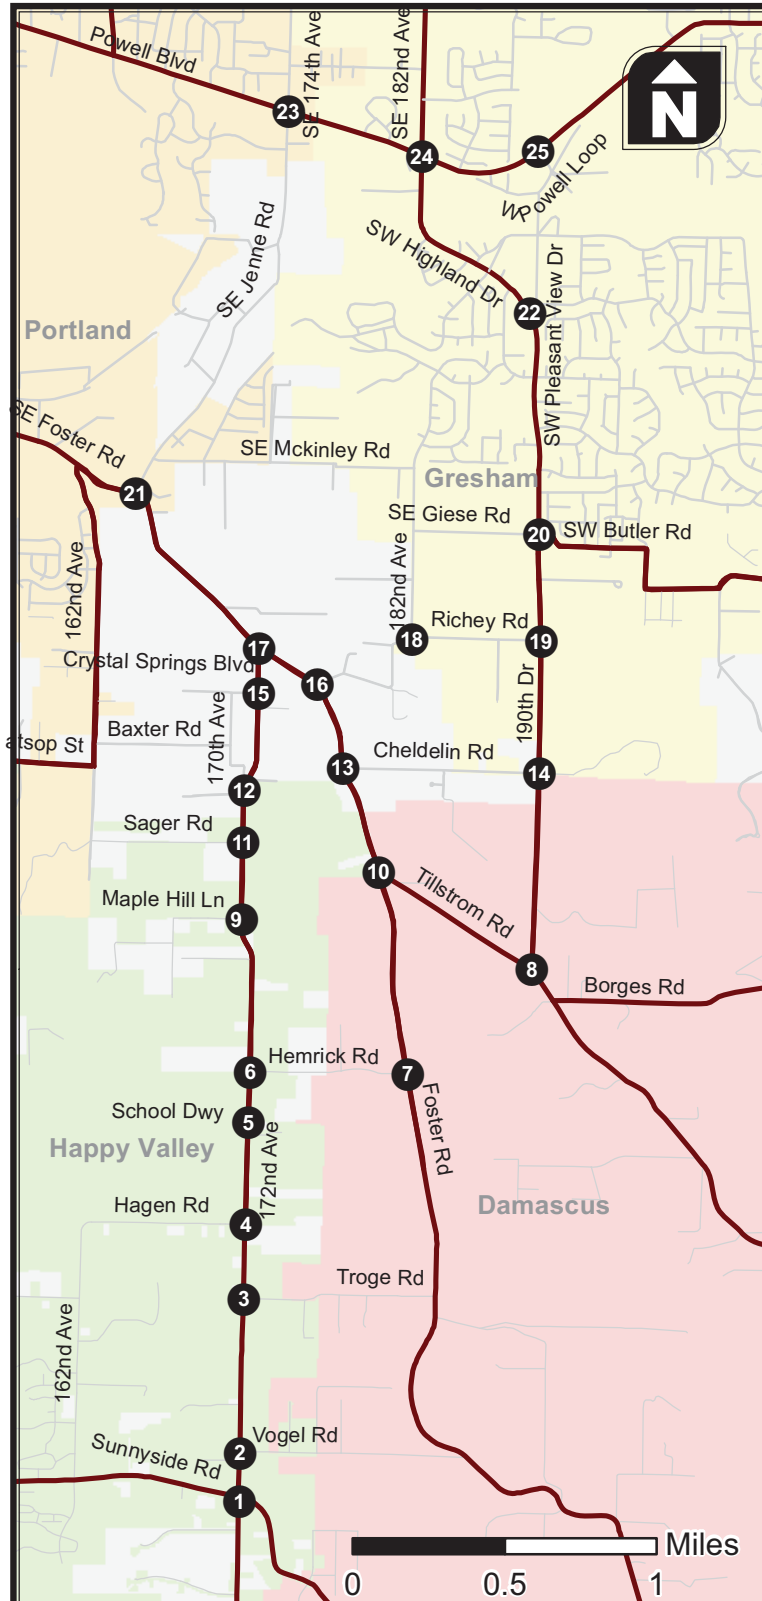 Powell Blvd
SE 174th Ave
SE 182nd Ave
N
23
24
25
W Powell Loop
SE Jenne Rd
SW Highland Dr
SW Pleasant View Dr
22
Portland
SE Foster Rd
SE Mckinley Rd
Gresham
21
SE Giese Rd
20
SW Butler Rd
162nd Ave
182nd Ave
Richey Rd
18
19
17
Crystal Springs Blvd
16
15
190th Dr
170th Ave
Baxter Rd
atsop St
Cheldelin Rd
13
14
12
Sager Rd
11
10
Tillstrom Rd
Maple Hill Ln
9
8
Borges Rd
Hemrick Rd
6
7
School Dwy
5
Foster Rd
Happy Valley
172nd Ave
Hagen Rd
4
Damascus
Troge Rd
3
162nd Ave
Vogel Rd
2
Sunnyside Rd
1
Miles
0 0.5 1